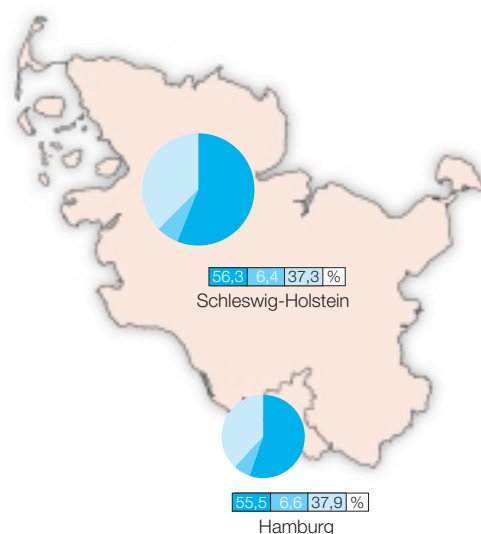 56,3 6,4 37,3 %
Schleswig-Holstein
55,5 6,6 37,9 %
Hamburg